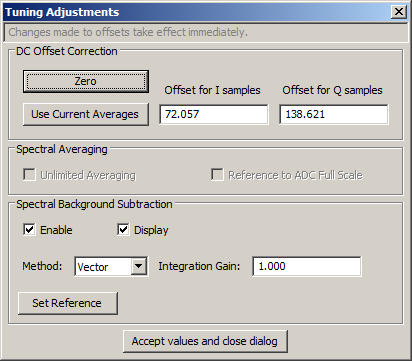 Tuning Adjustments
Changes made to offsets take effect immediately.
DC Offset Correction
Zero
Offset for I samples
Offset for Q samples
Use Current Averages
72.057
138.621
Spectral Averaging
Unlimited Averaging
Reference to ADC Full Scale
Spectral Background Subtraction
Enable
Display
Method:
Vector
Integration Gain:
1.000
Set Reference
Accept values and close dialog